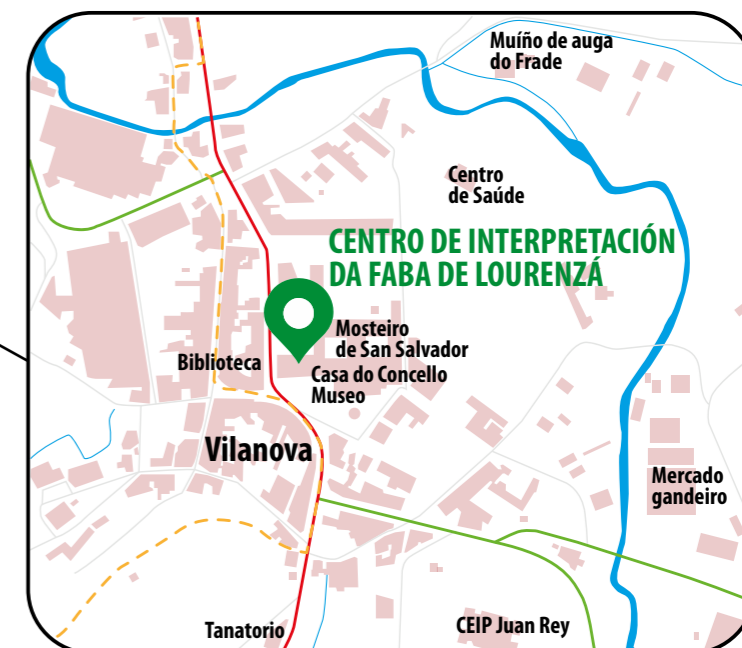 Muíño de auga
do Frade
Centro
de Saúde
CENTRO DE INTERPRETACIÓN
DA FABA DE LOURENZÁ
Mosteiro
de San Salvador
Biblioteca
Casa do Concello
Museo
Vilanova
Mercado
gandeiro
Tanatorio
CEIP Juan Rey